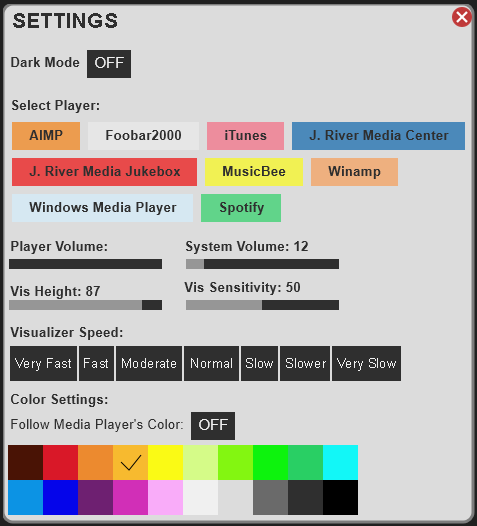 SETTINGS
Dark Mode OFF
Select Player:
AIMP Foobar2000 iTunes J. River Media Center
J. River Media Jukebox MusicBee Winamp
Windows Media Player Spotify
Player Volume: System Volume: 12
Vis Height: 87 Vis Sensitivity: 50
Visualizer Speed:
Very Fast Fast Moderate Normal Slow Slower Very Slow
Color Settings:
Follow Media Player's Color: OFF